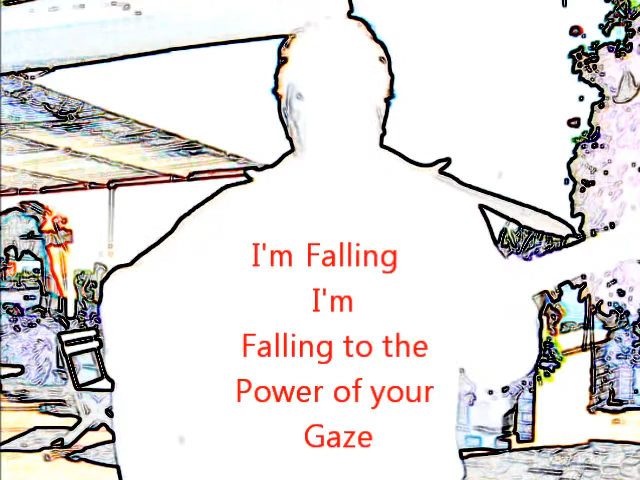 I'm Falling
I'm
Falling to the
Power of your
Gaze